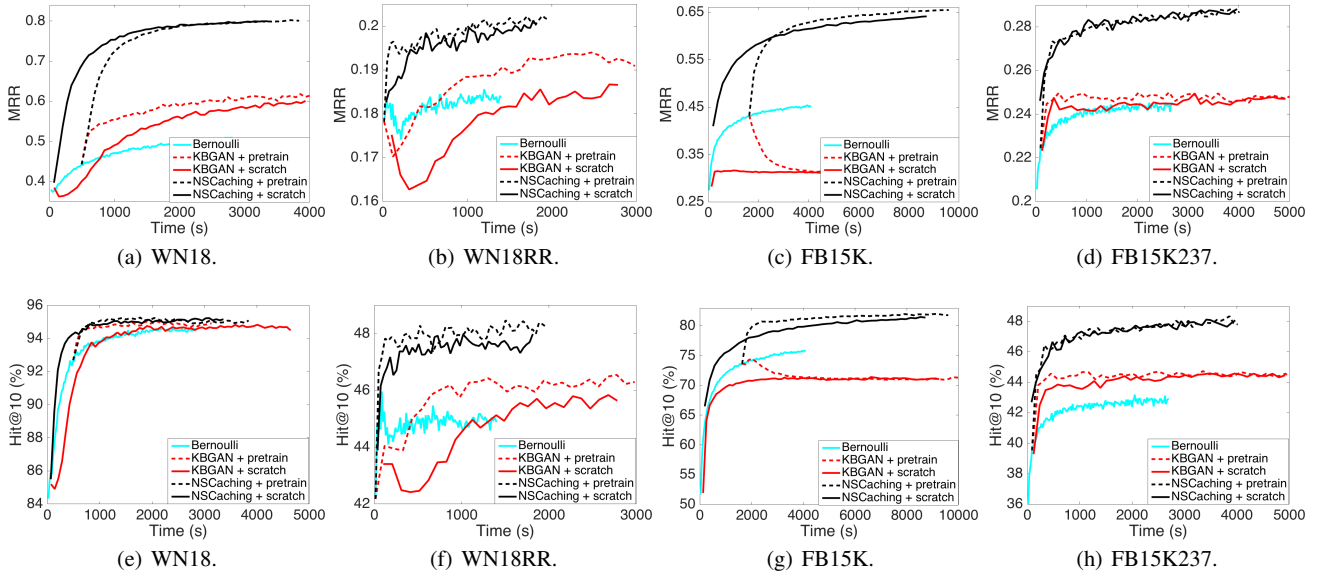 MRR
0.8
0.7
0.6
0.5
0.4
0 1000 2000 3000 4000
Time (s)
Bernoulli
KBGAN + pretrain
KBGAN + scratch
NSCaching + pretrain
NSCaching + scratch
(a) WN18.
MRR
0.2
0.19
0.18
0.17
0.16
0 1000 2000 3000
Time (s)
Bernoulli
KBGAN + pretrain
KBGAN + scratch
NSCaching + pretrain
NSCaching + scratch
(b) WN18RR.
MRR
0.65
0.55
0.45
0.35
0.25
0 2000 4000 6000 8000 10000
Time (s)
Bernoulli
KBGAN + pretrain
KBGAN + scratch
NSCaching + pretrain
NSCaching + scratch
(c) FB15K.
MRR
0.28
0.26
0.24
0.22
0.2
0 1000 2000 3000 4000 5000
Time (s)
Bernoulli
KBGAN + pretrain
KBGAN + scratch
NSCaching + pretrain
NSCaching + scratch
(d) FB15K237.
Hit@10 (%)
96
94
92
90
88
86
84
0 1000 2000 3000 4000 5000
Time (s)
Bernoulli
KBGAN + pretrain
KBGAN + scratch
NSCaching + pretrain
NSCaching + scratch
(e) WN18.
Hit@10 (%)
48
46
44
42
0 1000 2000 3000
Time (s)
Bernoulli
KBGAN + pretrain
KBGAN + scratch
NSCaching + pretrain
NSCaching + scratch
(f) WN18RR.
Hit@10 (%)
80
75
70
65
60
55
50
0 2000 4000 6000 8000 10000
Time (s)
Bernoulli
KBGAN + pretrain
KBGAN + scratch
NSCaching + pretrain
NSCaching + scratch
(g) FB15K.
Hit@10 (%)
48
46
44
42
40
38
36
0 1000 2000 3000 4000 5000
Time (s)
Bernoulli
KBGAN + pretrain
KBGAN + scratch
NSCaching + pretrain
NSCaching + scratch
(h) FB15K237.